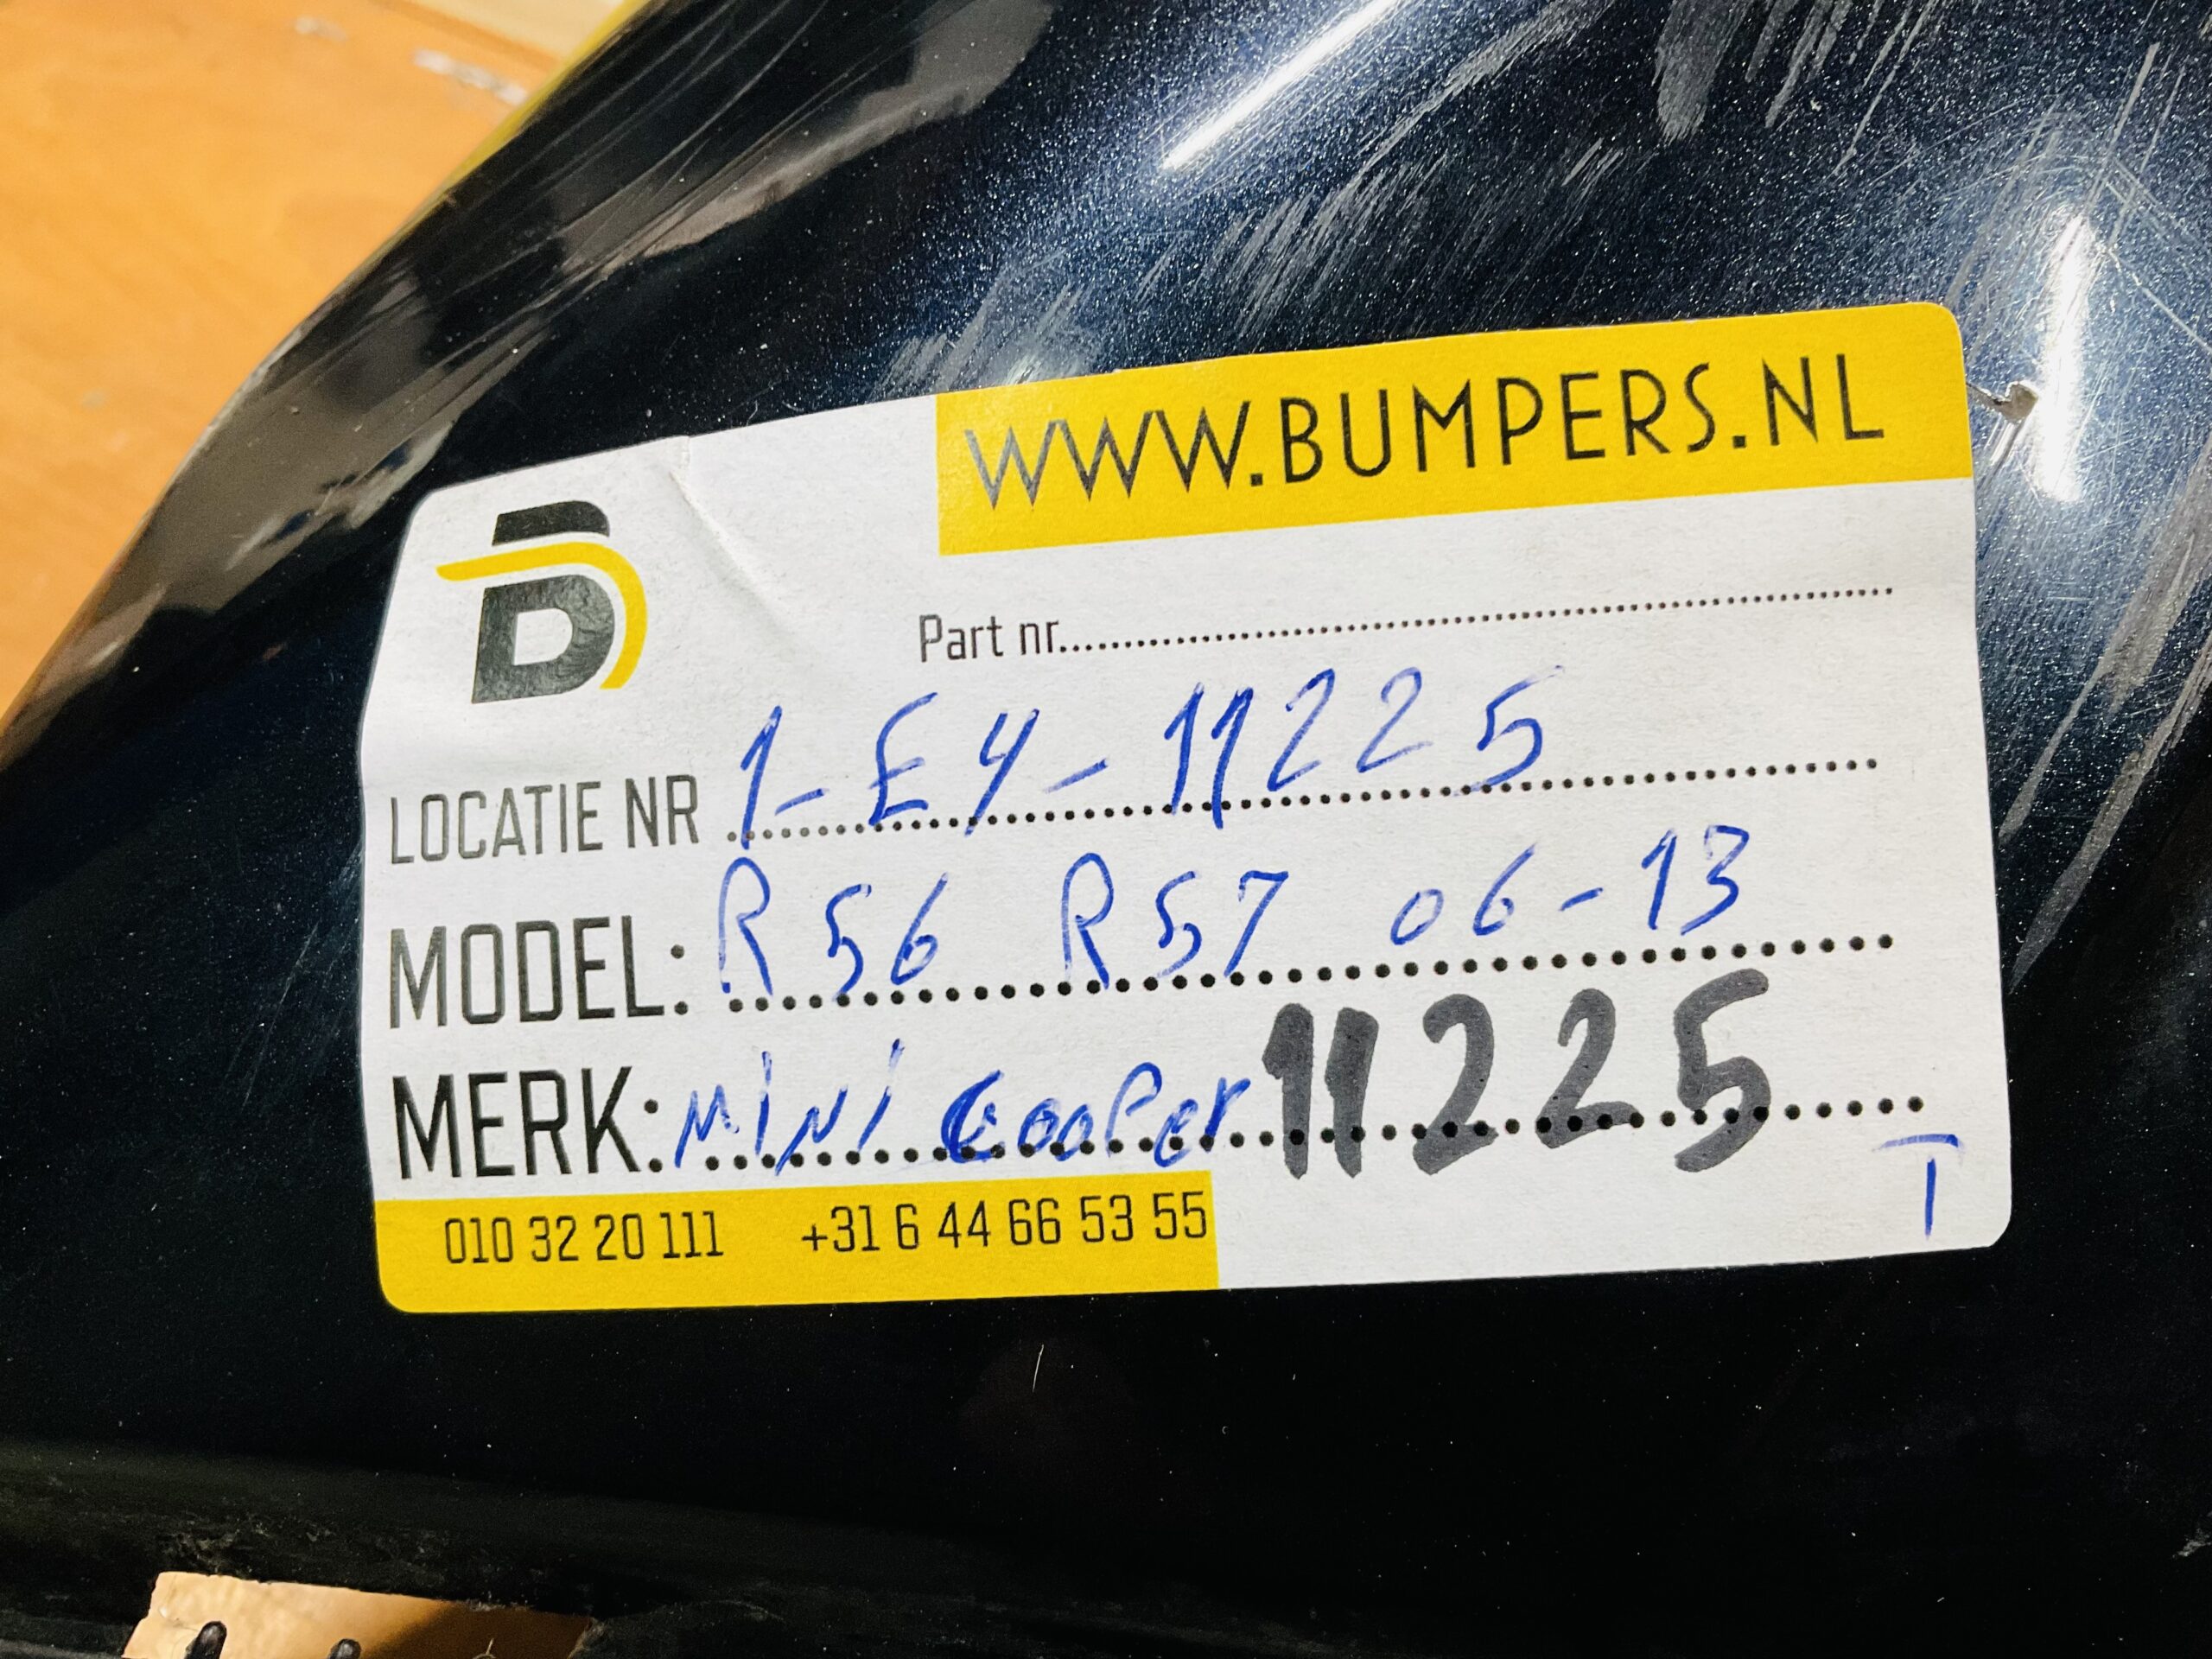 WWW.BUMPERS.NL
B
Part nr..........
LOCATIE NR 1-E4-11225
MODEL: R56 R57 06-13
MERK: MiNi Cooper 11225
T
010 32 20 111 +31 6 44 66 53 55